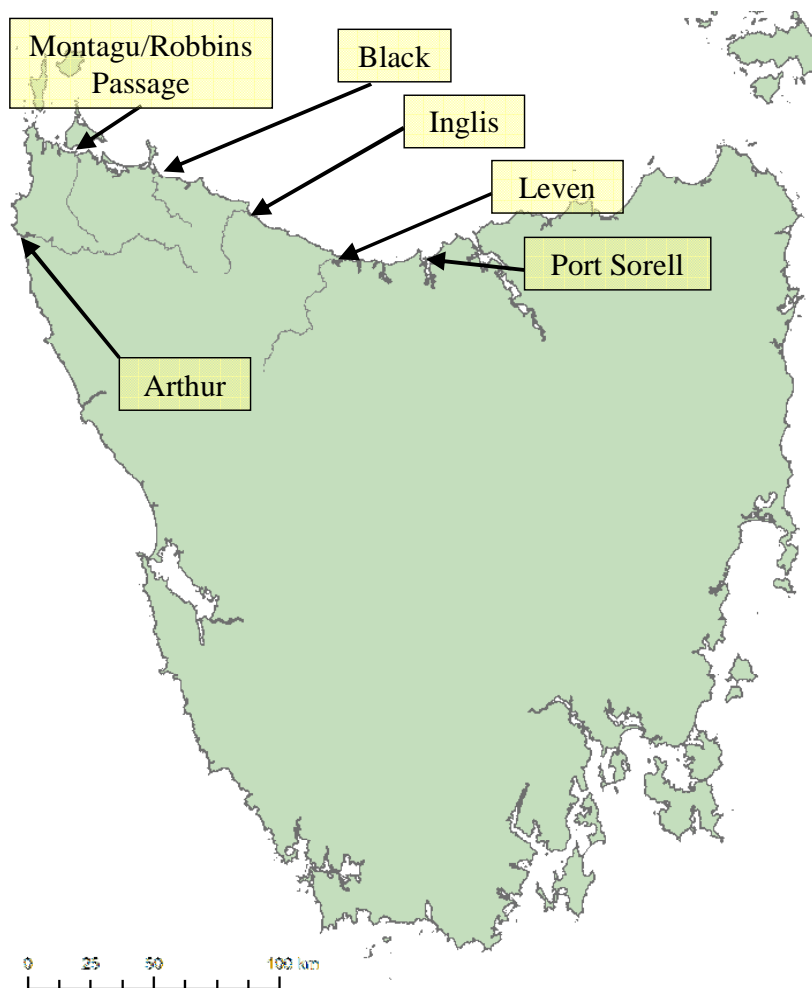 Montagu/Robbins
Passage
Black
Inglis
Leven
Port Sorell
Arthur
0 25 50 100 km